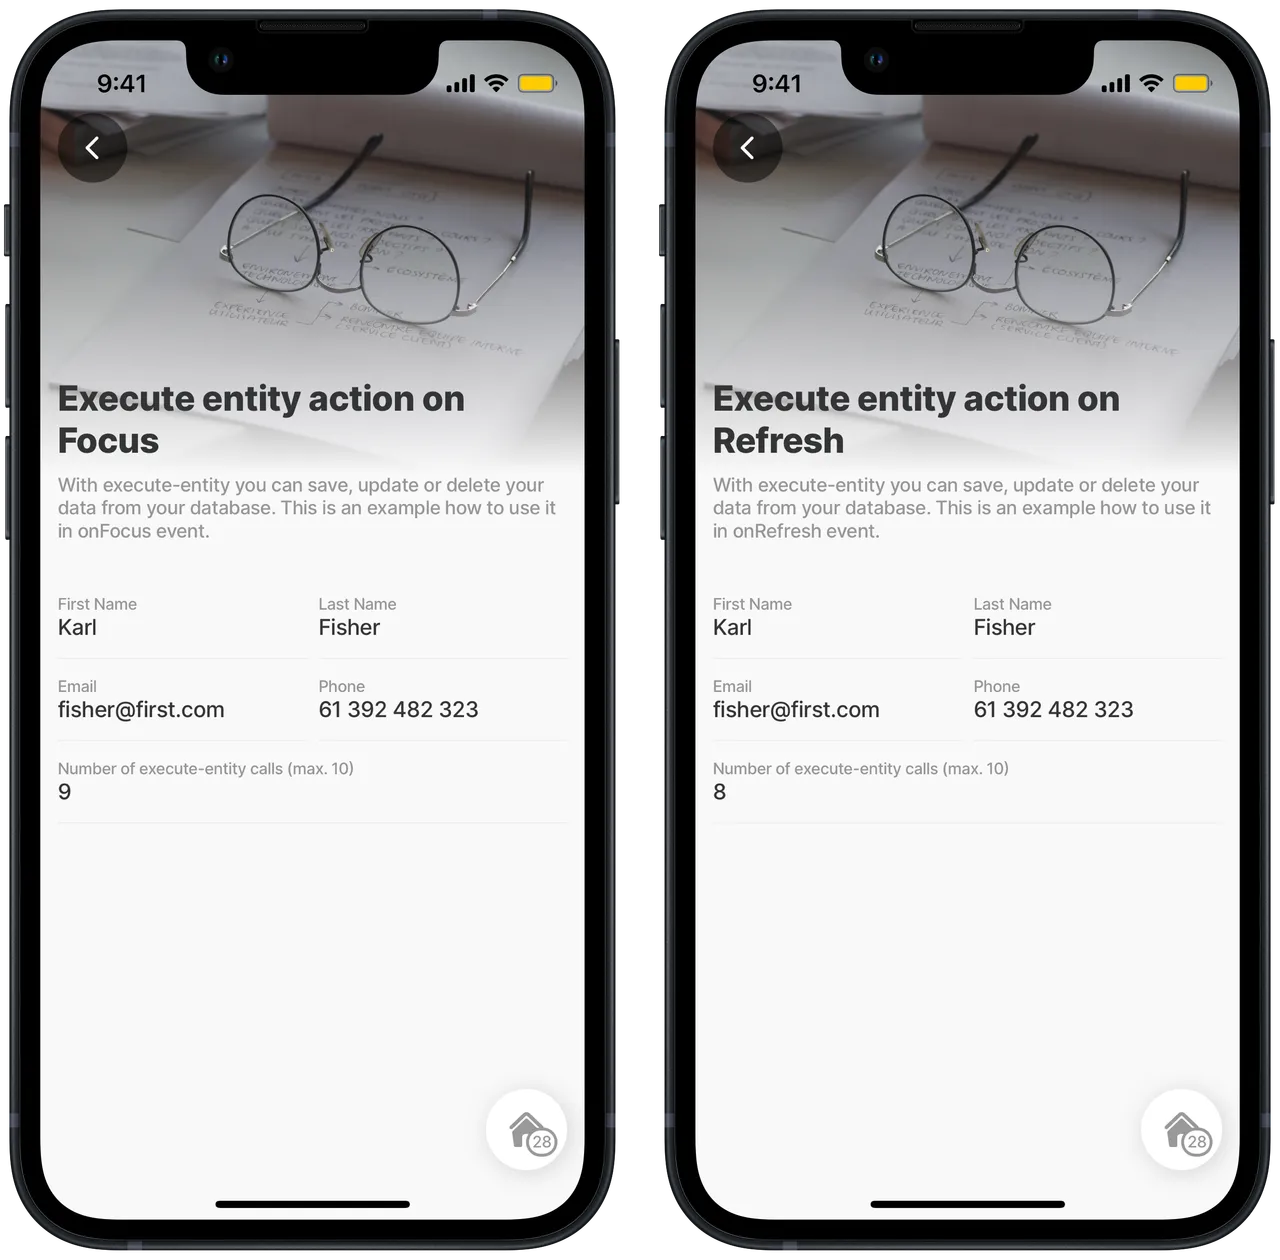 9:41
Execute entity action on
Focus
With execute-entity you can save, update or delete your
data from your database. This is an example how to use it
in onFocus event.
First Name
Last Name
Karl
Fisher
Email
Phone
fisher@first.com
61 392 482 323
Number of execute-entity calls (max. 10)
9
28
9:41
Execute entity action on
Refresh
With execute-entity you can save, update or delete your
data from your database. This is an example how to use it
in onRefresh event.
First Name
Last Name
Karl
Fisher
Email
Phone
fisher@first.com
61 392 482 323
Number of execute-entity calls (max. 10)
8
28